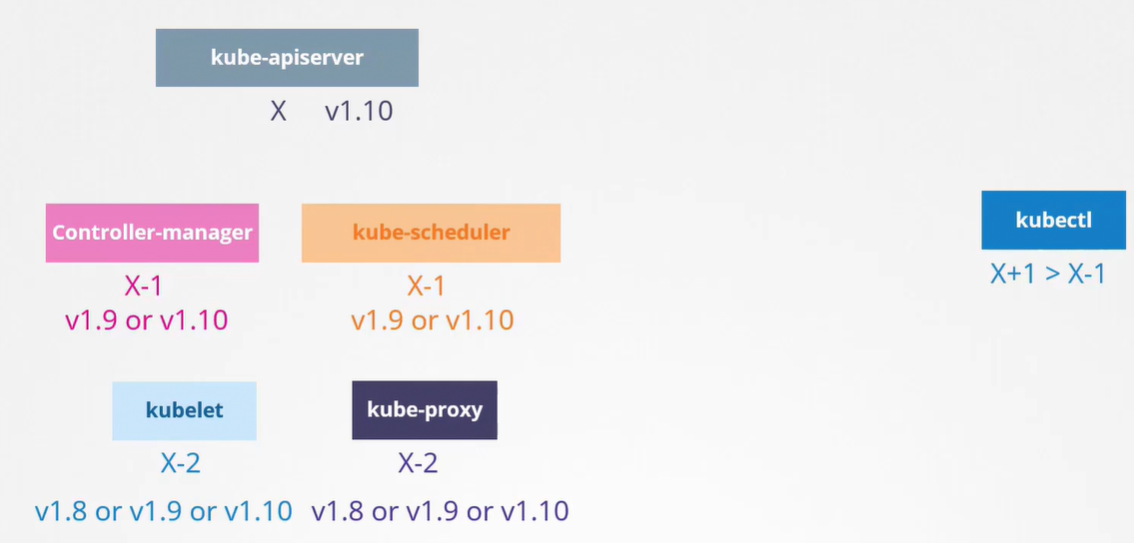 kube-apiserver
X v1.10
Controller-manager
X-1
v1.9 or v1.10
kube-scheduler
X-1
v1.9 or v1.10
kubectl
X+1 > X-1
kubelet
X-2
v1.8 or v1.9 or v1.10
kube-proxy
X-2
v1.8 or v1.9 or v1.10